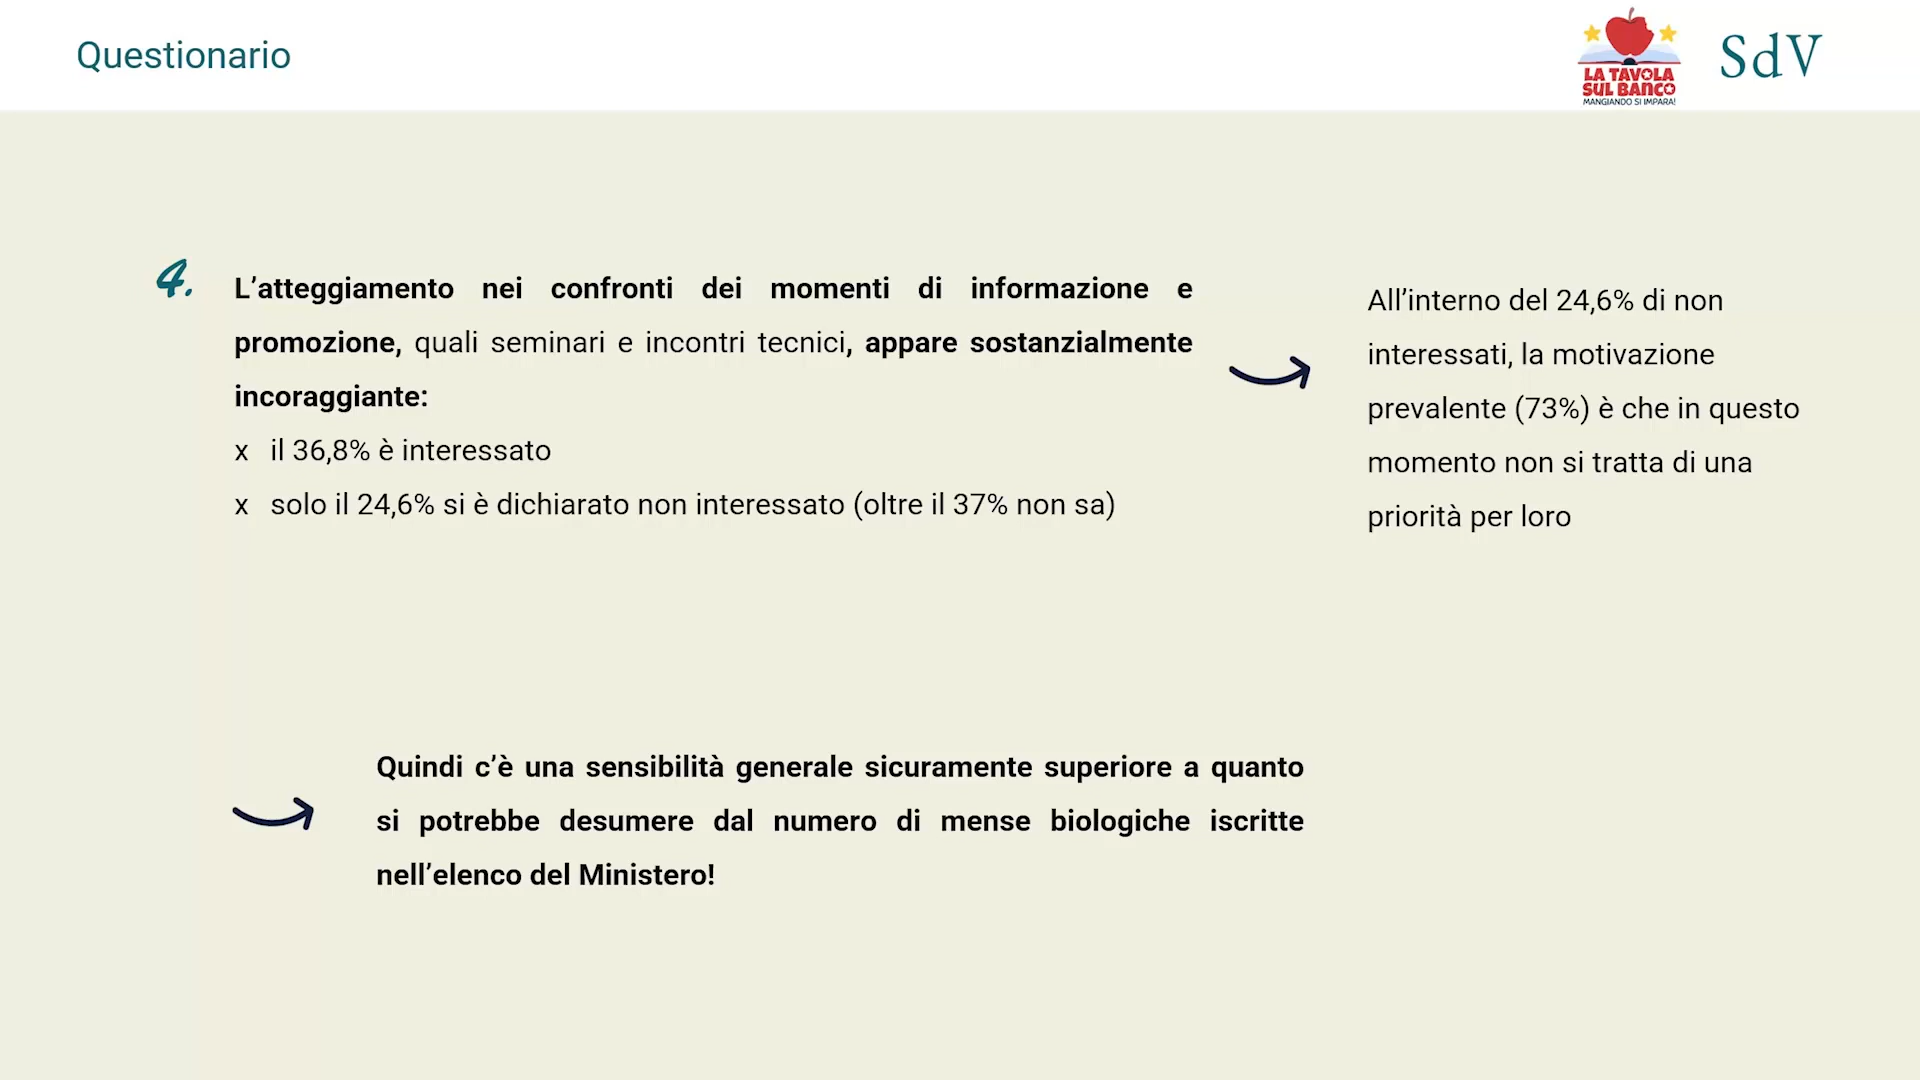 Questionario
LA TAVOLA
SUL BANCO
MANGIANDO SI IMPARA!
SdV
4.
L’atteggiamento nei confronti dei momenti di informazione e
promozione, quali seminari e incontri tecnici, appare sostanzialmente
incoraggiante:
x il 36,8% è interessato
x solo il 24,6% si è dichiarato non interessato (oltre il 37% non sa)
All’interno del 24,6% di non
interessati, la motivazione
prevalente (73%) è che in questo
momento non si tratta di una
priorità per loro
Quindi c’è una sensibilità generale sicuramente superiore a quanto
si potrebbe desumere dal numero di mense biologiche iscritte
nell’elenco del Ministero!